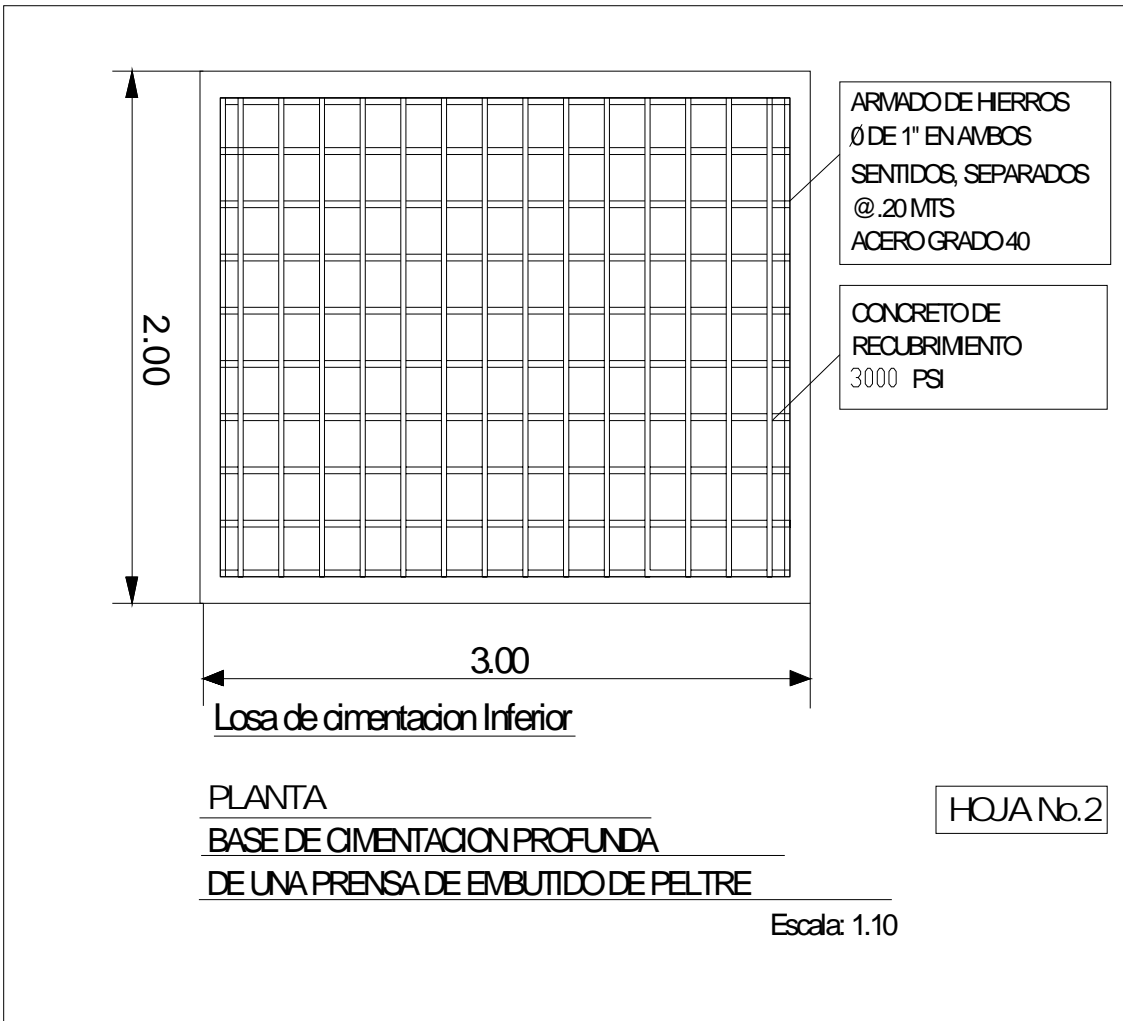 ARMADO DE HIERROS
Ø DE 1" EN AMBOS
SENTIDOS, SEPARADOS
@ .20 MTS
ACERO GRADO 40
CONCRETO DE
RECUBRIMIENTO
3000 PSI
2.00
3.00
Losa de cimentacion Inferior
PLANTA
BASE DE CIMENTACION PROFUNDA
DE UNA PRENSA DE EMBUTIDO DE PELTRE
Escala: 1.10
HOJA No.2